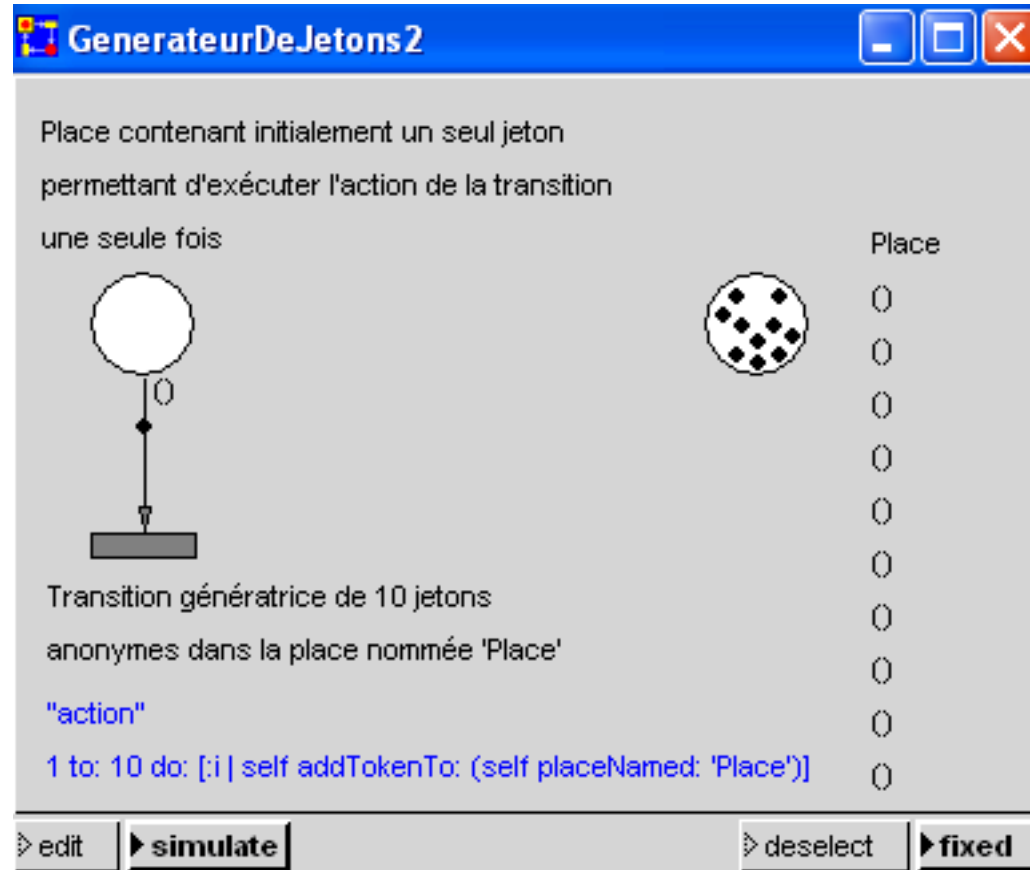 GenerateurDeJetons2
Place contenant initialement un seul jeton
permettant d'exécuter l'action de la transition
une seule fois
Place
()
()
()
()
()
()
()
()
()
()
()
Transition génératrice de 10 jetons
anonymes dans la place nommée 'Place'
"action"
1 to: 10 do: [:i | self addTokenTo: (self placeNamed: 'Place')]
edit
simulate
deselect
fixed